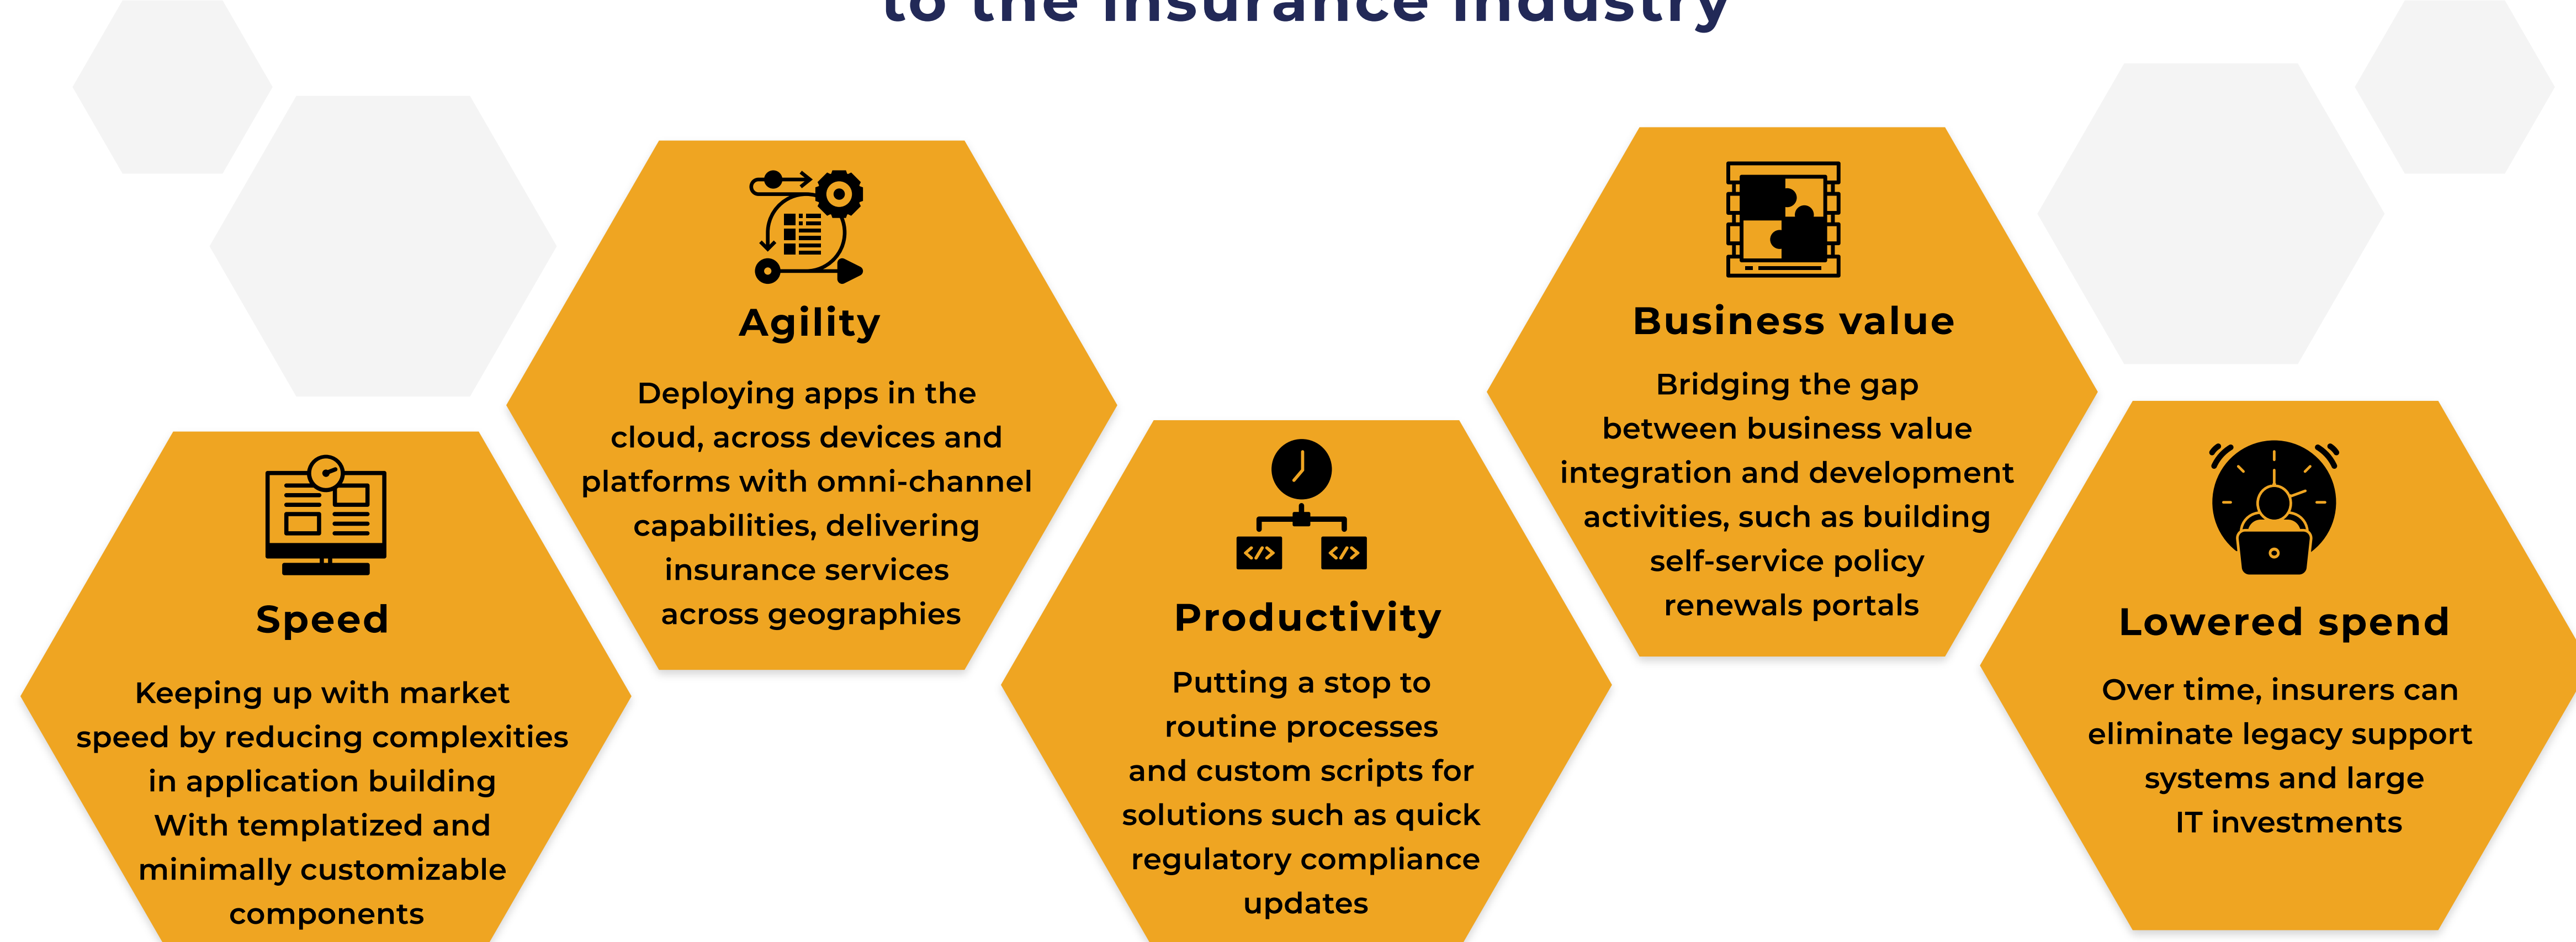 to the insurance industry
Speed
Keeping up with market
speed by reducing complexities
in application building
With templatized and
minimally customizable
components
Agility
Deploying apps in the
cloud, across devices and
platforms with omni-channel
capabilities, delivering
insurance services
across geographies
Productivity
Putting a stop to
routine processes
and custom scripts for
solutions such as quick
regulatory compliance
updates
Business value
Bridging the gap
between business value
integration and development
activities, such as building
self-service policy
renewals portals
Lowered spend
Over time, insurers can
eliminate legacy support
systems and large
IT investments